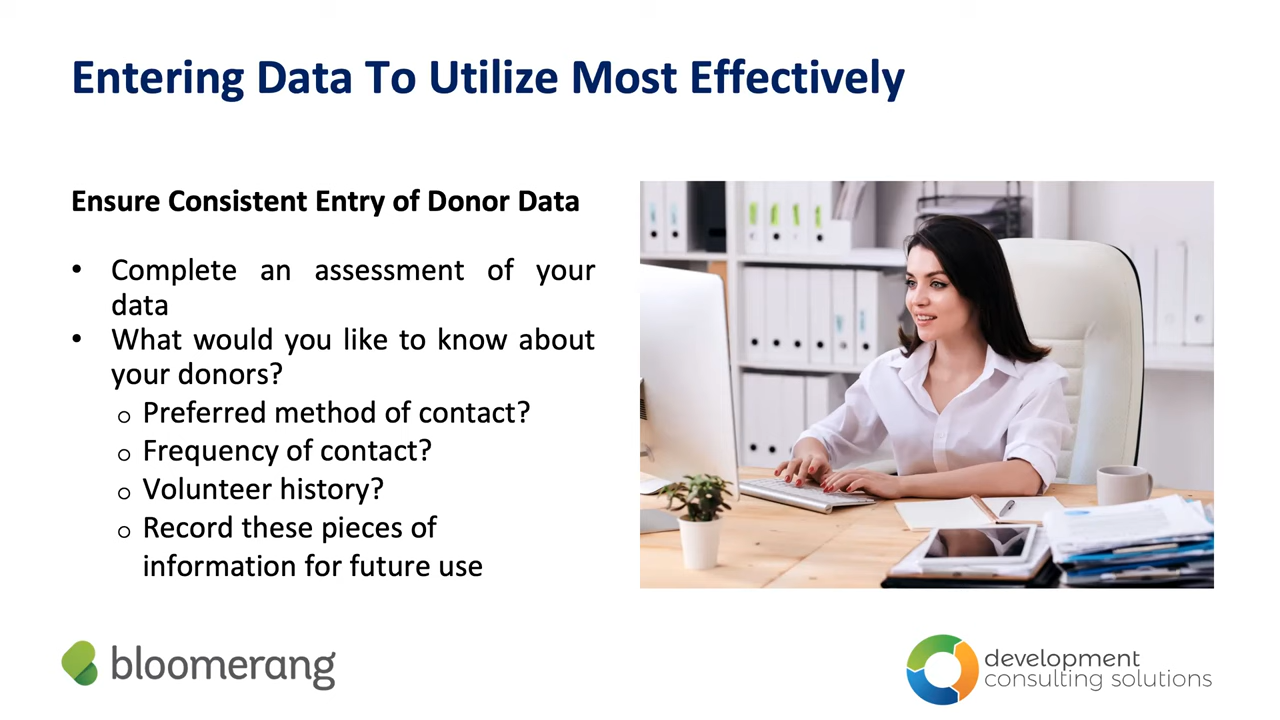 Entering Data To Utilize Most Effectively
Ensure Consistent Entry of Donor Data
• Complete an assessment of your
data
• What would you like to know about
your donors?
o Preferred method of contact?
o Frequency of contact?
o Volunteer history?
o Record these pieces of
information for future use
bloomerang
development
consulting solutions